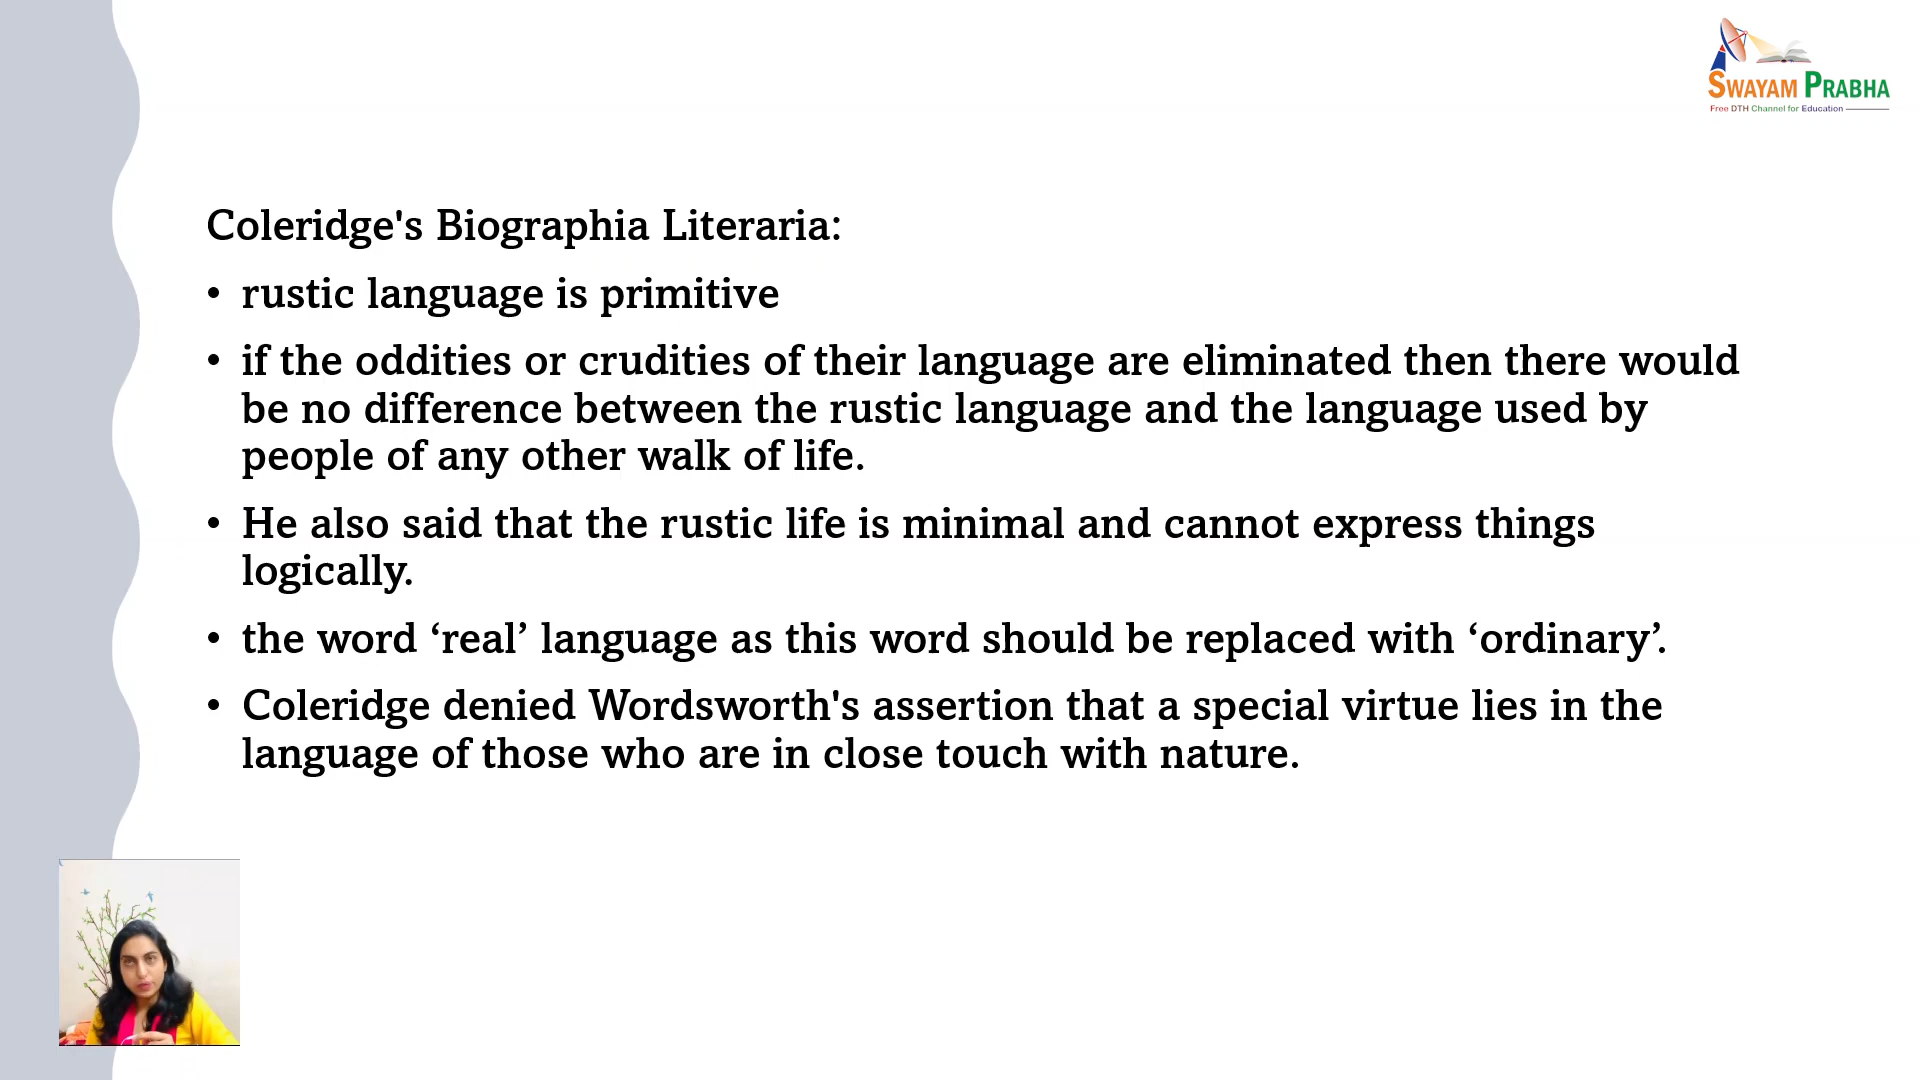 SWAYAM PRABHA
Free DTH Channel for Education
Coleridge's Biographia Literaria:
• rustic language is primitive
• if the oddities or crudities of their language are eliminated then there would
be no difference between the rustic language and the language used by
people of any other walk of life.
• He also said that the rustic life is minimal and cannot express things
logically.
• the word ‘real’ language as this word should be replaced with ‘ordinary’.
• Coleridge denied Wordsworth's assertion that a special virtue lies in the
language of those who are in close touch with nature.